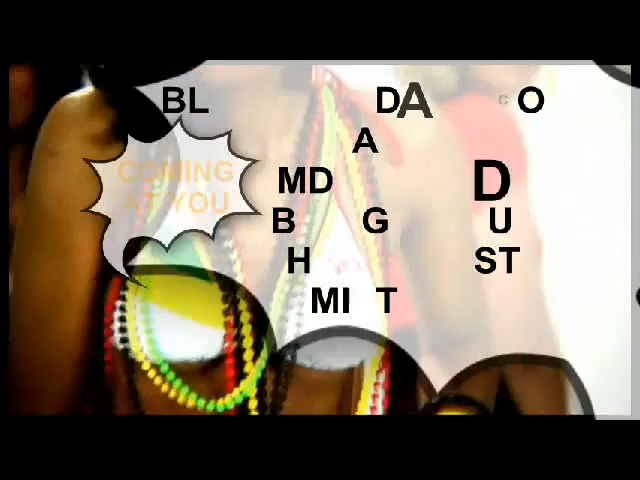 BL DA C O
A
COMING
AT YOU
MD D
B G U
H ST
MI T